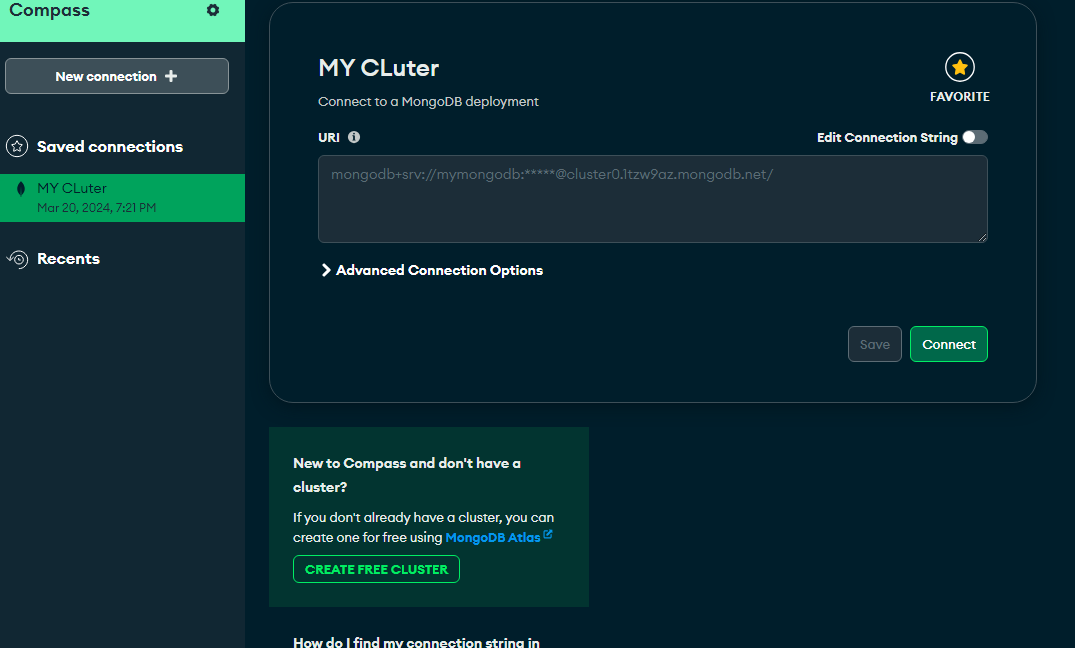 Compass
New connection
Saved connections
MY CLuter
Mar 20, 2024, 7:21 PM
Recents
MY CLuter
FAVORITE
Connect to a MongoDB deployment
URI
Edit Connection String
mongodb+srv://mymongodb:*****@cluster0.1tzw9az.mongodb.net/
Advanced Connection Options
Save
Connect
New to Compass and don't have a
cluster?
If you don't already have a cluster, you can
create one for free using MongoDB Atlas
CREATE FREE CLUSTER
How do I find my connection string in